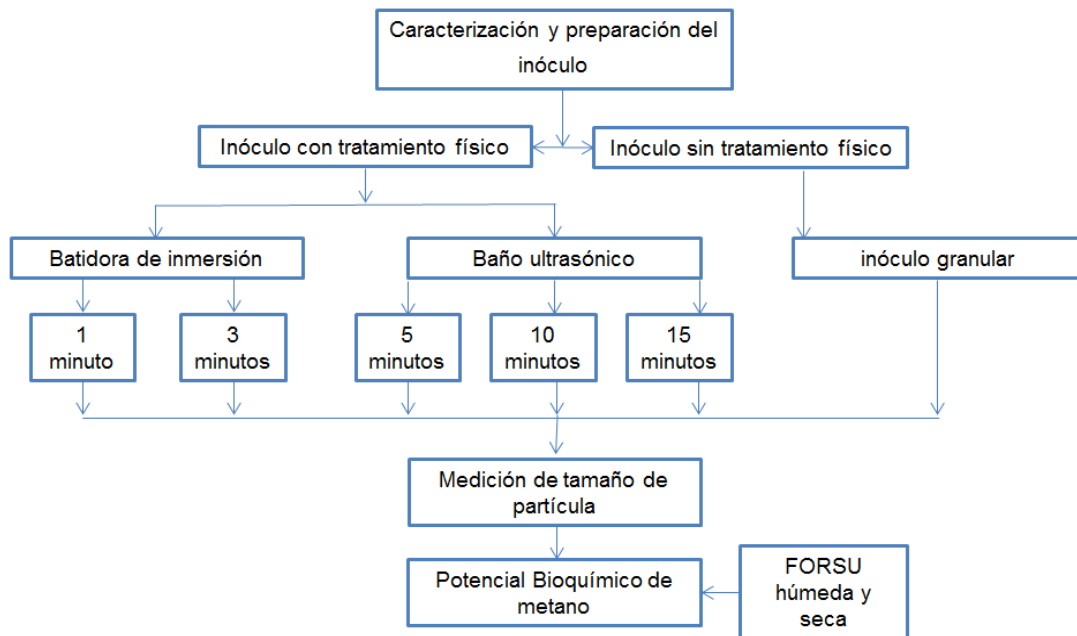 Caracterización y preparación del
inóculo
Inóculo con tratamiento físico
Inóculo sin tratamiento físico
Batidora de inmersión
Baño ultrasónico
inóculo granular
1
minuto
3
minutos
5
minutos
10
minutos
15
minutos
Medición de tamaño de
partícula
Potencial Bioquímico de
metano
FORSU
húmeda y
seca